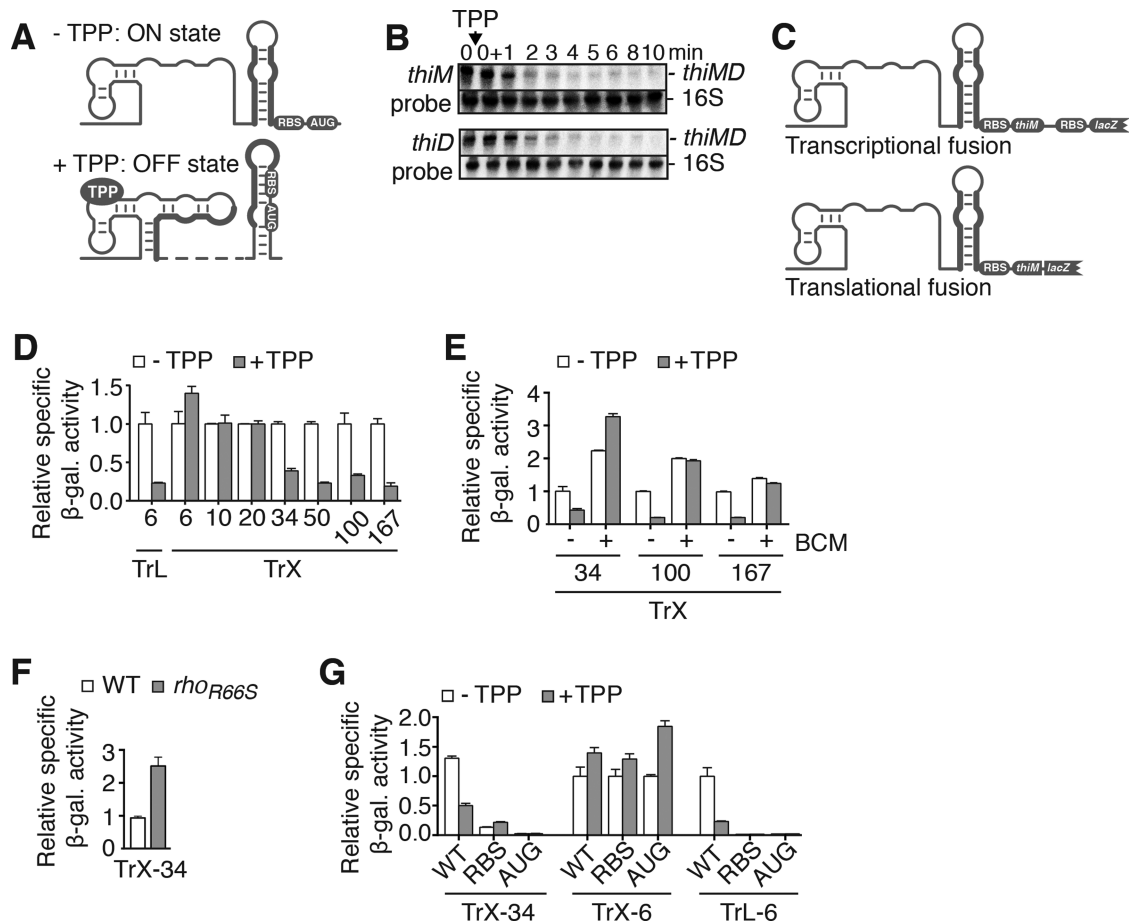 A
- TPP: ON state
RBS AUG
+ TPP: OFF state
TPP
RBS
AUG
B
TPP
0 0+1 2 3 4 5 6 8 10 min
thiM
probe
- thiMD
- 16S
thiD
probe
- thiMD
- 16S
C
RBS thiM RBS lacZ
Transcriptional fusion
RBS thiM lacZ
Translational fusion
D
- TPP +TPP
Relative specific
β-gal. activity
1.5
1.0
0.5
0.0
6 6 10 20 34 50 100 167
TrL TrX
E
- TPP +TPP
Relative specific
β-gal. activity
4
3
2
1
0
- + - + - + BCM
34 100 167
TrX
F
WT rhoR66S
Relative specific
β-gal. activity
3
2
1
0
TrX-34
G
- TPP +TPP
Relative specific
β-gal. activity
2.0
1.5
1.0
0.5
0.0
WT RBS AUG WT RBS AUG WT RBS AUG
TrX-34 TrX-6 TrL-6